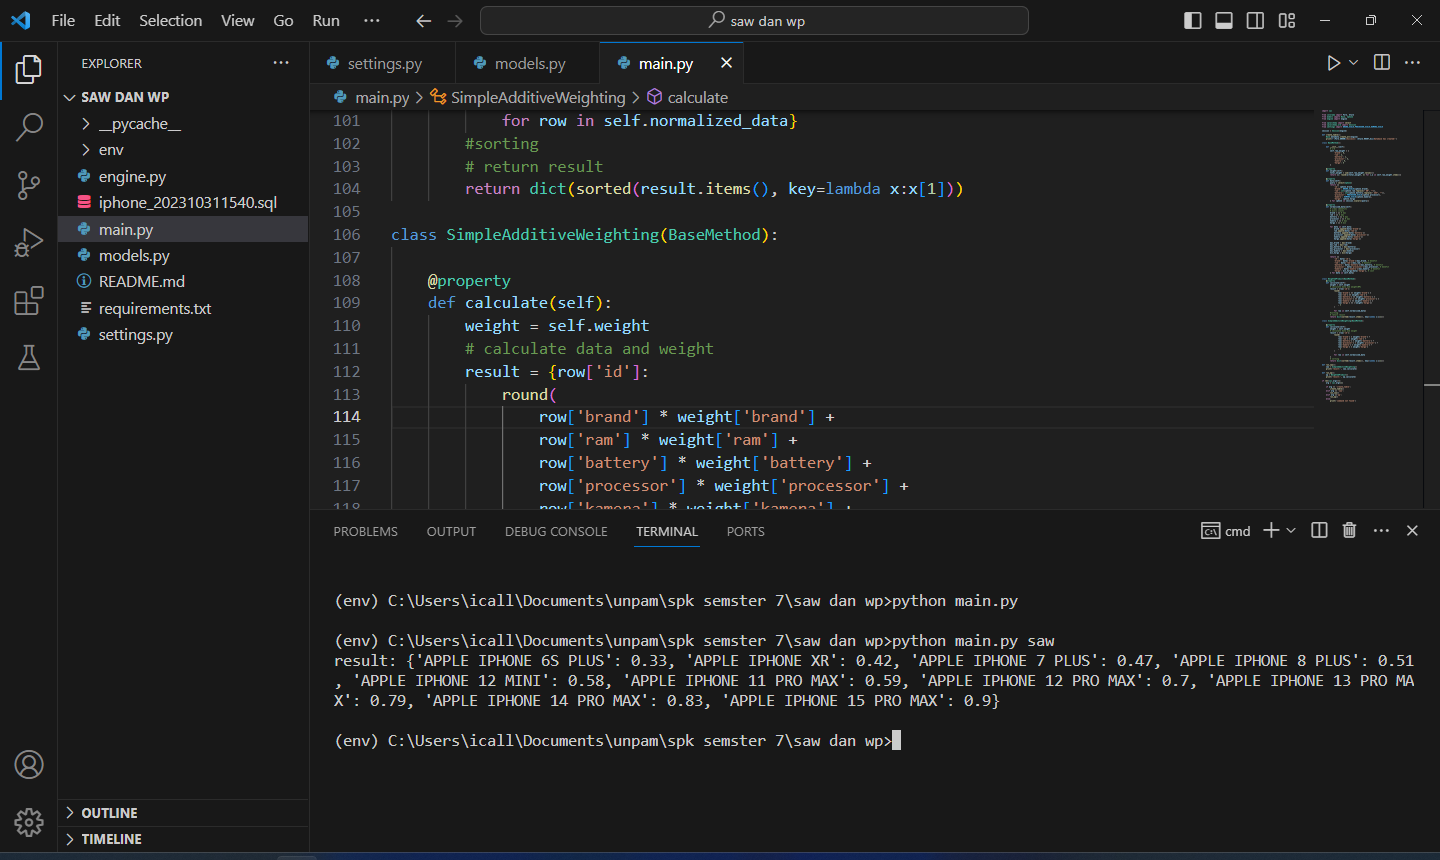 File Edit Selection View Go Run ··· saw dan wp
EXPLORER ···
SAW DAN WP
__pycache__
env
engine.py
iphone_202310311540.sql
main.py
models.py
README.md
requirements.txt
settings.py
OUTLINE
TIMELINE
settings.py models.py main.py
main.py > SimpleAdditiveWeighting > calculate
101 for row in self.normalized_data}
102 #sorting
103 # return result
104 return dict(sorted(result.items(), key=lambda x:x[1]))
105
106 class SimpleAdditiveWeighting(BaseMethod):
107
108 @property
109 def calculate(self):
110 weight = self.weight
111 # calculate data and weight
112 result = {row['id']:
113 round(
114 row['brand'] * weight['brand'] +
115 row['ram'] * weight['ram'] +
116 row['battery'] * weight['battery'] +
117 row['processor'] * weight['processor'] +
118 row['kamera'] * weight['kamera'] +
PROBLEMS OUTPUT DEBUG CONSOLE TERMINAL PORTS cmd
(env) C:\Users\icall\Documents\unpam\spk semster 7\saw dan wp>python main.py
(env) C:\Users\icall\Documents\unpam\spk semster 7\saw dan wp>python main.py saw
result: {'APPLE IPHONE 6S PLUS': 0.33, 'APPLE IPHONE XR': 0.42, 'APPLE IPHONE 7 PLUS': 0.47, 'APPLE IPHONE 8 PLUS': 0.51
, 'APPLE IPHONE 12 MINI': 0.58, 'APPLE IPHONE 11 PRO MAX': 0.59, 'APPLE IPHONE 12 PRO MAX': 0.7, 'APPLE IPHONE 13 PRO MA
X': 0.79, 'APPLE IPHONE 14 PRO MAX': 0.83, 'APPLE IPHONE 15 PRO MAX': 0.9}
(env) C:\Users\icall\Documents\unpam\spk semster 7\saw dan wp>